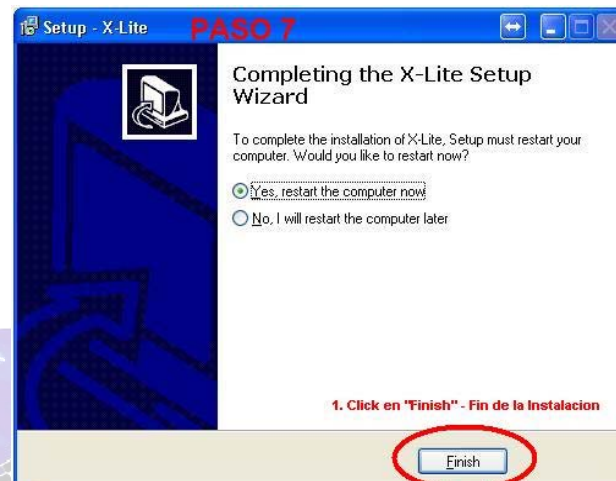 Setup - X-Lite PASO 7
Completing the X-Lite Setup
Wizard
To complete the installation of X-Lite, Setup must restart your
computer. Would you like to restart now?
Yes, restart the computer now
No, I will restart the computer later
1. Click en "Finish" - Fin de la Instalacion
Finish